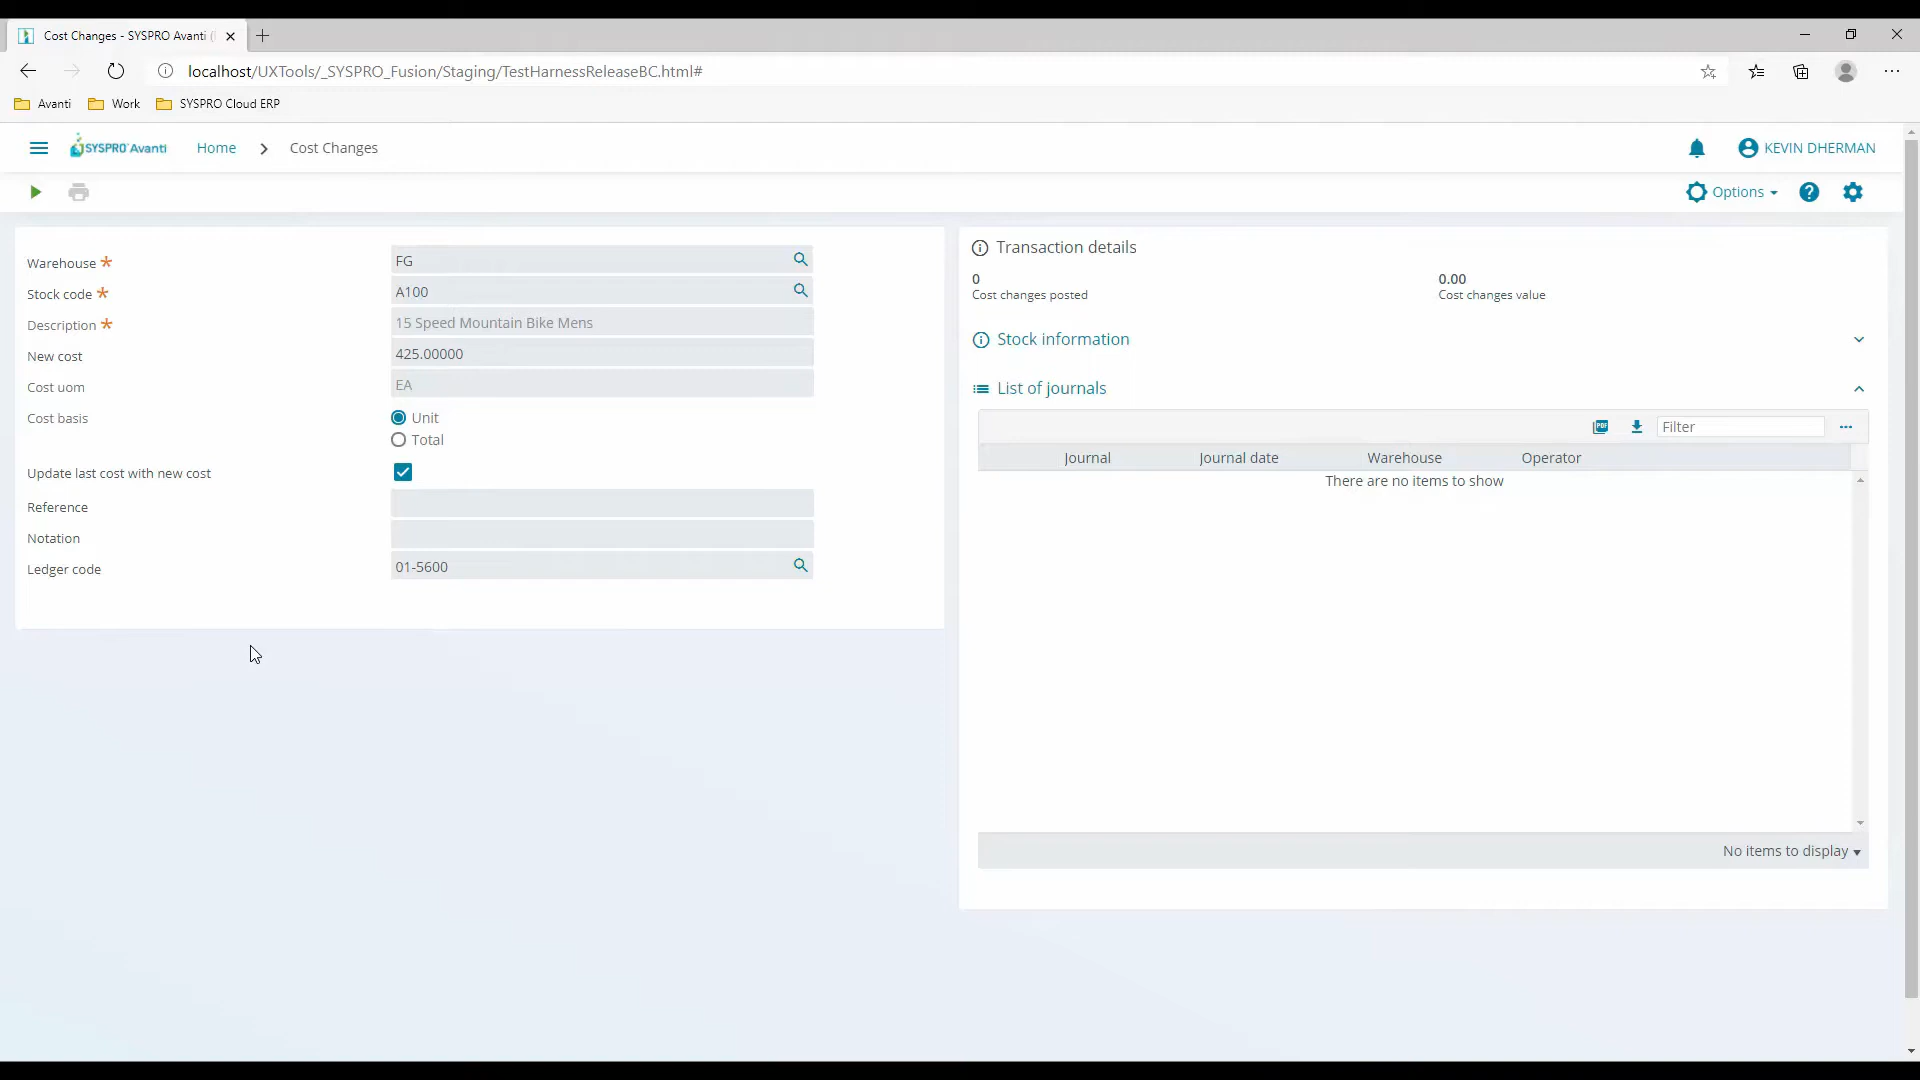 Cost Changes - SYSPRO Avanti (
localhost/UXTools/_SYSPRO_Fusion/Staging/TestHarnessReleaseBC.html#
Avanti Work SYSPRO Cloud ERP
SYSPRO Avanti Home Cost Changes KEVIN DHERMAN
Options
Warehouse * FG
Stock code * A100
Description * 15 Speed Mountain Bike Mens
New cost 425.00000
Cost uom EA
Cost basis Unit
Total
Update last cost with new cost
Reference
Notation
Ledger code 01-5600
Transaction details
0 0.00
Cost changes posted Cost changes value
Stock information
List of journals
PDF Filter
Journal Journal date Warehouse Operator
There are no items to show
No items to display